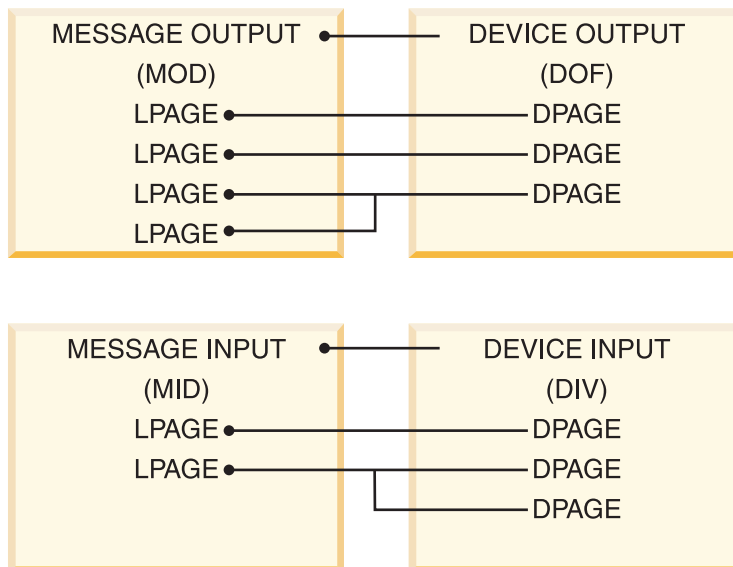 MESSAGE OUTPUT
(MOD)
LPAGE
LPAGE
LPAGE
LPAGE
DEVICE OUTPUT
(DOF)
DPAGE
DPAGE
DPAGE
MESSAGE INPUT
(MID)
LPAGE
LPAGE
DEVICE INPUT
(DIV)
DPAGE
DPAGE
DPAGE